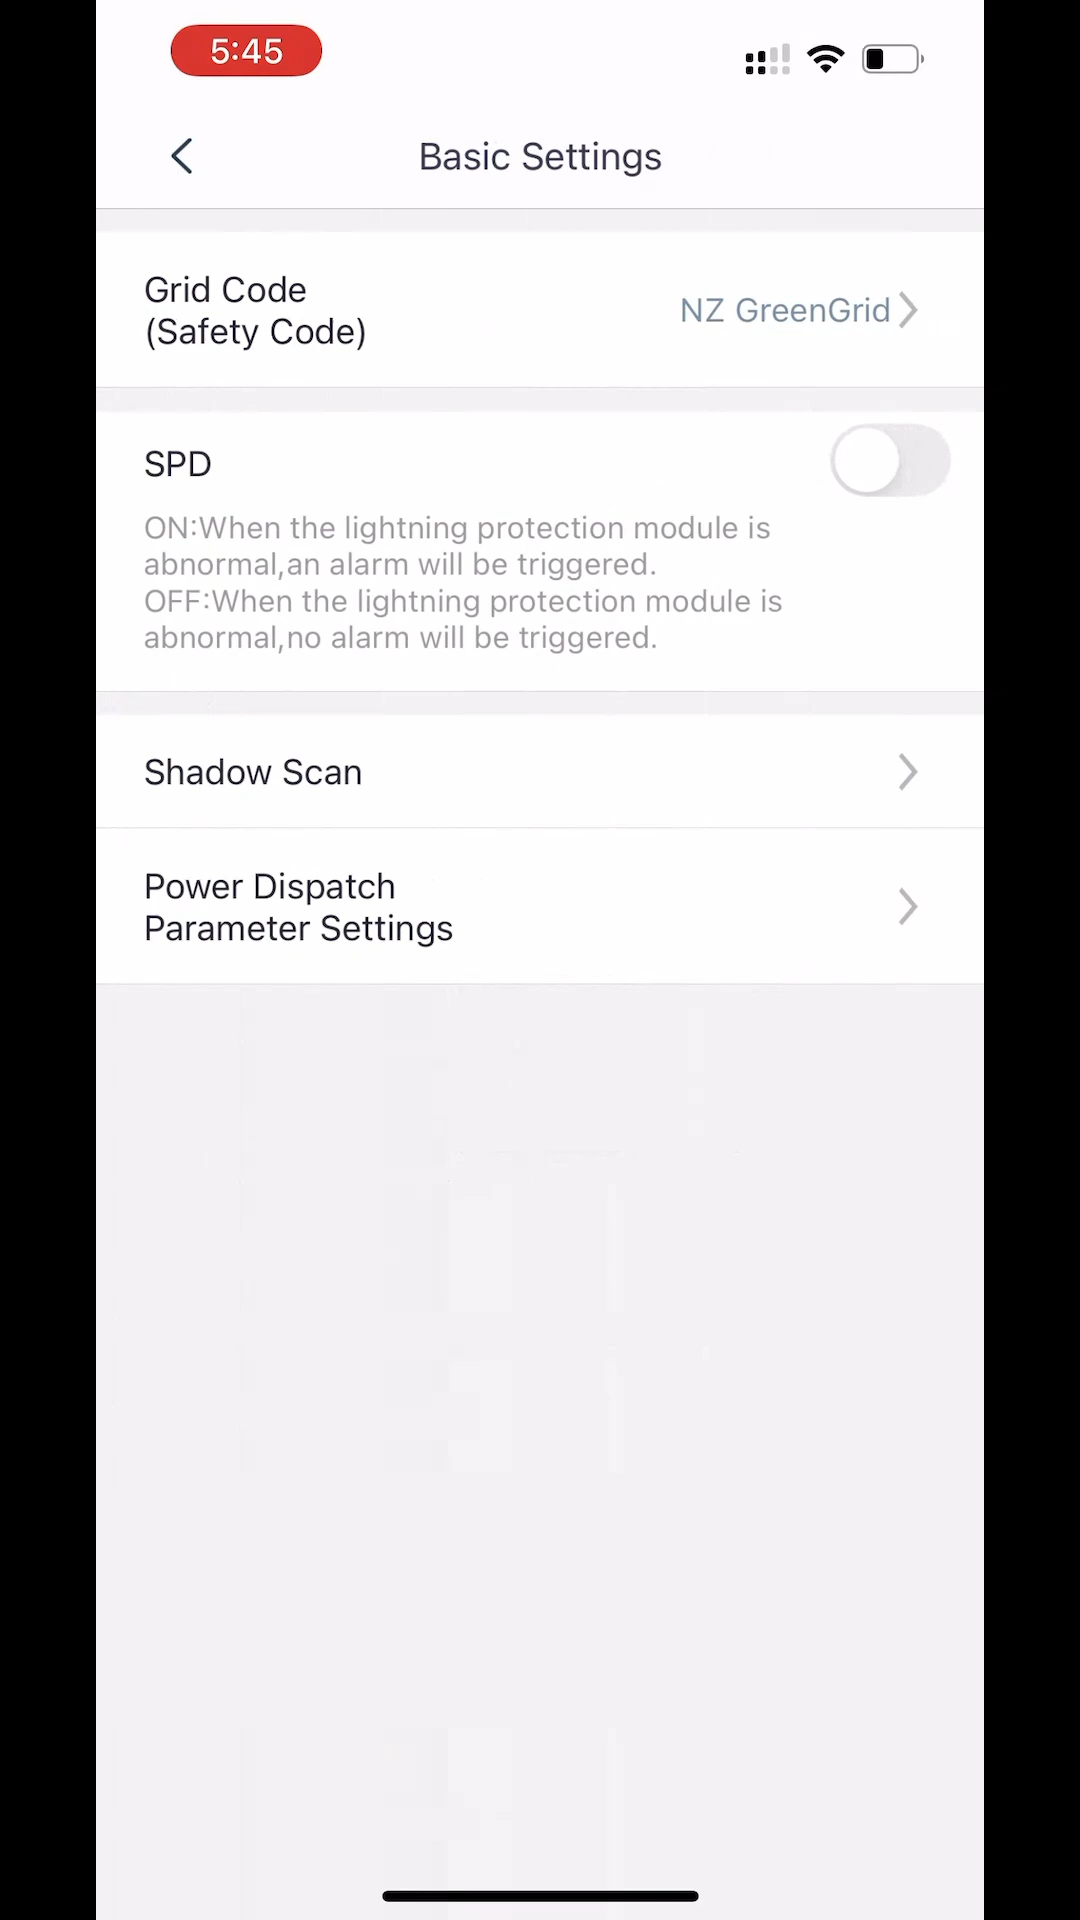 5:45
Basic Settings
Grid Code
(Safety Code)
NZ GreenGrid
SPD
ON:When the lightning protection module is
abnormal,an alarm will be triggered.
OFF:When the lightning protection module is
abnormal,no alarm will be triggered.
Shadow Scan
Power Dispatch
Parameter Settings